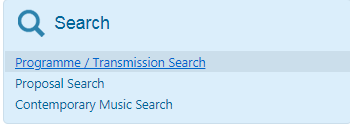 Search
Programme / Transmission Search
Proposal Search
Contemporary Music Search